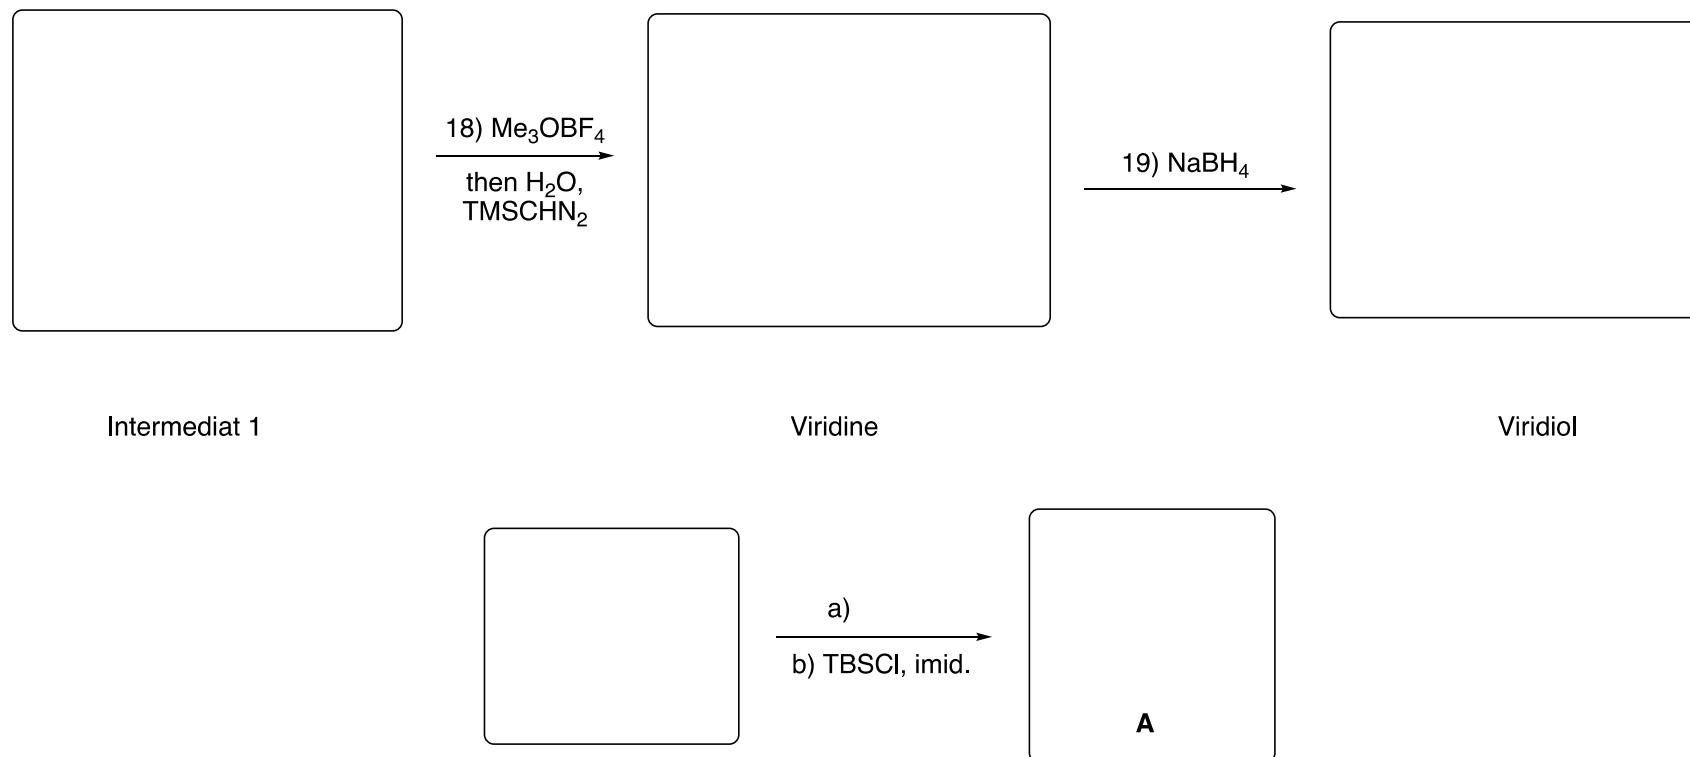 18) Me₃OBF₄
then H₂O,
TMSCHN₂
19) NaBH₄
Intermediat 1
Viridine
Viridiol
a)
b) TBSCl, imid.
A